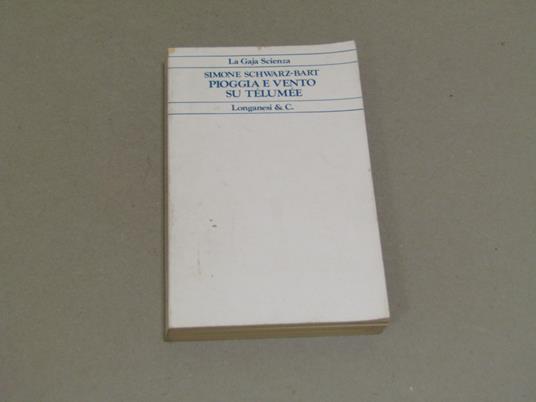 La Gaja Scienza
SIMONE SCHWARZ-BART
PIOGGIA E VENTO
SU TÉLUMÉE
Longanesi & C.